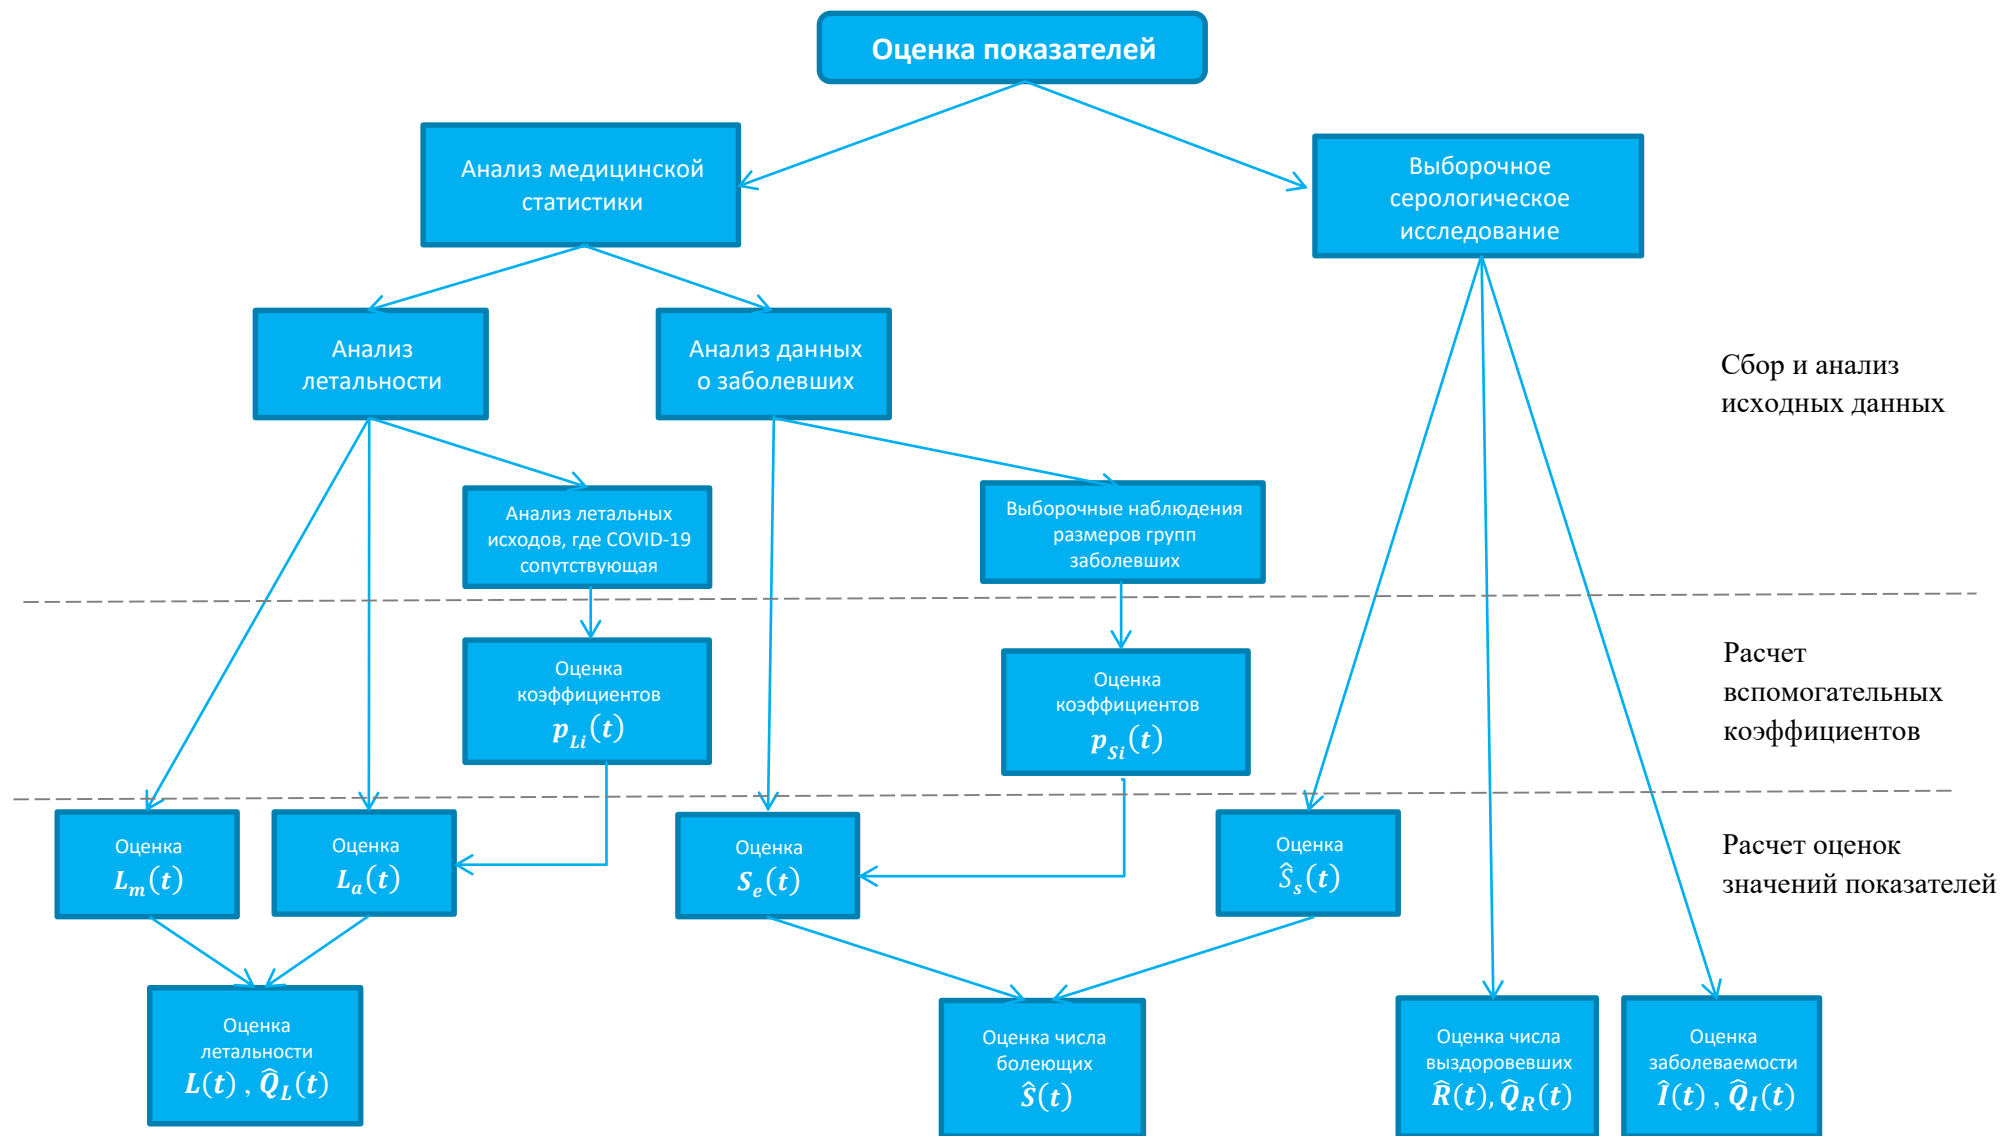 Оценка показателей
Анализ медицинской
статистики
Выборочное
серологическое
исследование
Анализ
летальности
Анализ данных
о заболевших
Сбор и анализ
исходных данных
Анализ летальных
исходов, где COVID-19
сопутствующая
Выборочные наблюдения
размеров групп
заболевших
Оценка
коэффициентов
p_{Li}(t)
Оценка
коэффициентов
p_{Si}(t)
Расчет
вспомогательных
коэффициентов
Оценка
L_m(t)
Оценка
L_a(t)
Оценка
S_e(t)
Оценка
Ŝ_s(t)
Расчет оценок
значений показателей
Оценка
летальности
L(t) , Q̂_L(t)
Оценка числа
болеющих
Ŝ(t)
Оценка числа
выздоровевших
R̂(t), Q̂_R(t)
Оценка
заболеваемости
Î(t) , Q̂_I(t)